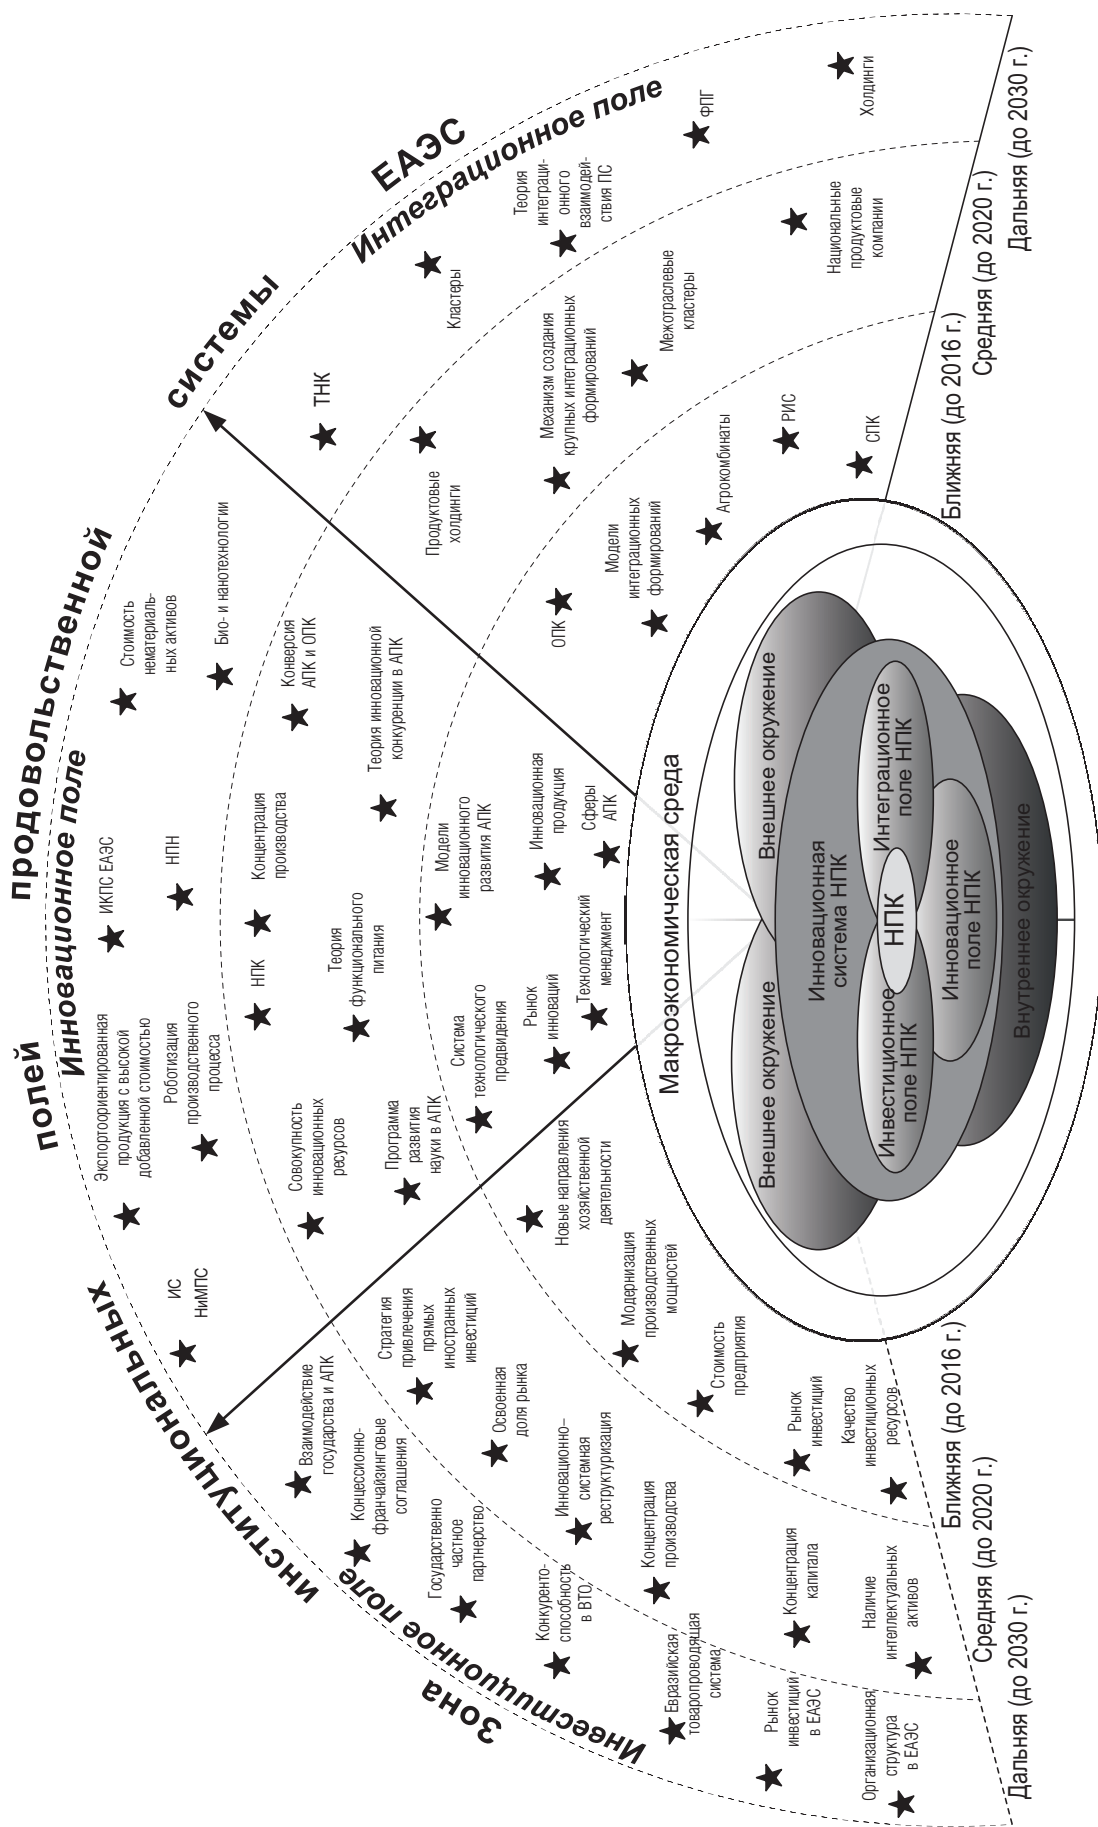 Зона
институциональных
полей
продовольственной
системы
ЕАЭС
Инвестиционное поле
Инновационное поле
Интеграционное поле
ИС
НиМПС
Экспортоориентированная
продукция с высокой
добавленной стоимостью
Роботизация
производственного
процесса
ИКПС ЕАЭС
НПН
Стоимость
нематериаль-
ных активов
Био- и нанотехнологии
Совокупность
инновационных
ресурсов
НПК
Концентрация
производства
Конверсия
АПК и ОПК
Программа
развития
науки в АПК
Теория
функционального
питания
Теория инновационной
конкуренции в АПК
Система
технологического
предвидения
Модели
инновационного
развития АПК
Рынок
инноваций
Инновационная
продукция
Технологический
менеджмент
Сферы
АПК
Взаимодействие
государства и АПК
Концессионно-
франчайзинговые
соглашения
Государственно
частное
партнерство
Конкуренто-
способность
в ВТО
Евразийская
товаропроводящая
система
Рынок
инвестиций
в ЕАЭС
Организационная
структура
в ЕАЭС
Стратегия
привлечения
прямых
иностранных
инвестиций
Освоенная
доля рынка
Инновационно–
системная
реструктуризация
Концентрация
производства
Концентрация
капитала
Наличие
интеллектуальных
активов
Новые направления
хозяйственной
деятельности
Модернизация
производственных
мощностей
Стоимость
предприятия
Рынок
инвестиций
Качество
инвестиционных
ресурсов
ТНК
Кластеры
Теория
интеграци-
онного
взаимодей-
ствия ПС
ФПГ
Холдинги
Продуктовые
холдинги
Механизм создания
крупных интеграционных
формирований
Межотраслевые
кластеры
Национальные
продуктовые
компании
ОПК
Модели
интеграционных
формирований
Агрокомбинаты
РИС
СПК
Макроэкономическая среда
Внешнее окружение
Внешнее окружение
Инновационная
система НПК
Инвестиционное
поле НПК
НПК
Интеграционное
поле НПК
Инновационное
поле НПК
Внутреннее окружение
Ближняя (до 2016 г.)
Средняя (до 2020 г.)
Дальняя (до 2030 г.)
Ближняя (до 2016 г.)
Средняя (до 2020 г.)
Дальняя (до 2030 г.)